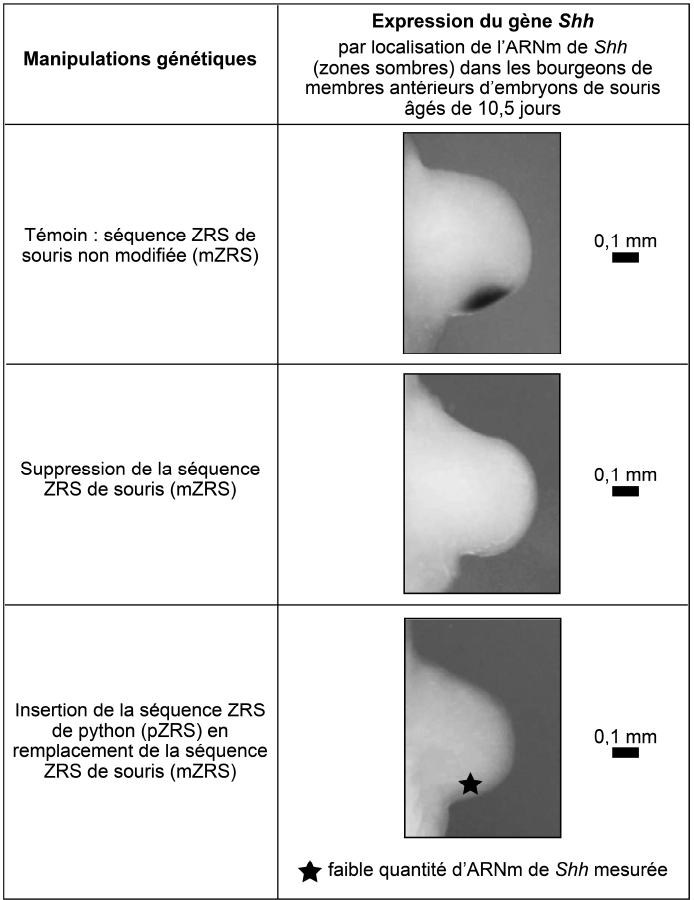 Manipulations génétiques
Expression du gène Shh
par localisation de l'ARNm de Shh
(zones sombres) dans les bourgeons de
membres antérieurs d'embryons de souris
âgés de 10,5 jours
Témoin : séquence ZRS de
souris non modifiée (mZRS)
0,1 mm
Suppression de la séquence
ZRS de souris (mZRS)
0,1 mm
Insertion de la séquence ZRS
de python (pZRS) en
remplacement de la séquence
ZRS de souris (mZRS)
0,1 mm
faible quantité d'ARNm de Shh mesurée